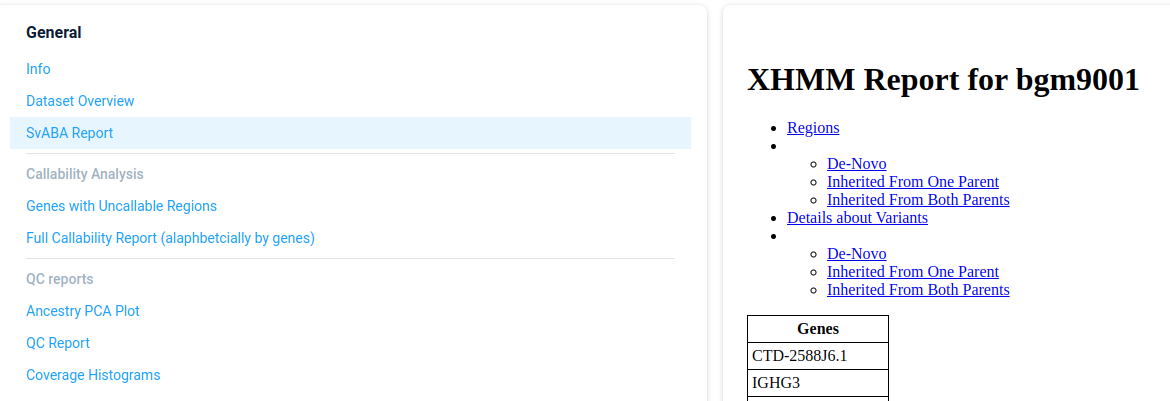 General
Info
Dataset Overview
SvABA Report
Callability Analysis
Genes with Uncallable Regions
Full Callability Report (alaphbetcially by genes)
QC reports
Ancestry PCA Plot
QC Report
Coverage Histograms
XHMM Report for bgm9001
Regions
De-Novo
Inherited From One Parent
Inherited From Both Parents
Details about Variants
De-Novo
Inherited From One Parent
Inherited From Both Parents
Genes
CTD-2588J6.1
IGHG3